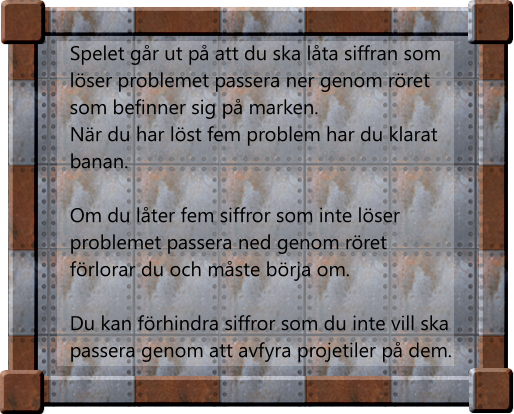 Spelet går ut på att du ska låta siffran som
löser problemet passera ner genom röret
som befinner sig på marken.
När du har löst fem problem har du klarat
banan.
Om du låter fem siffror som inte löser
problemet passera ned genom röret
förlorar du och måste börja om.
Du kan förhindra siffror som du inte vill ska
passera genom att avfyra projetiler på dem.